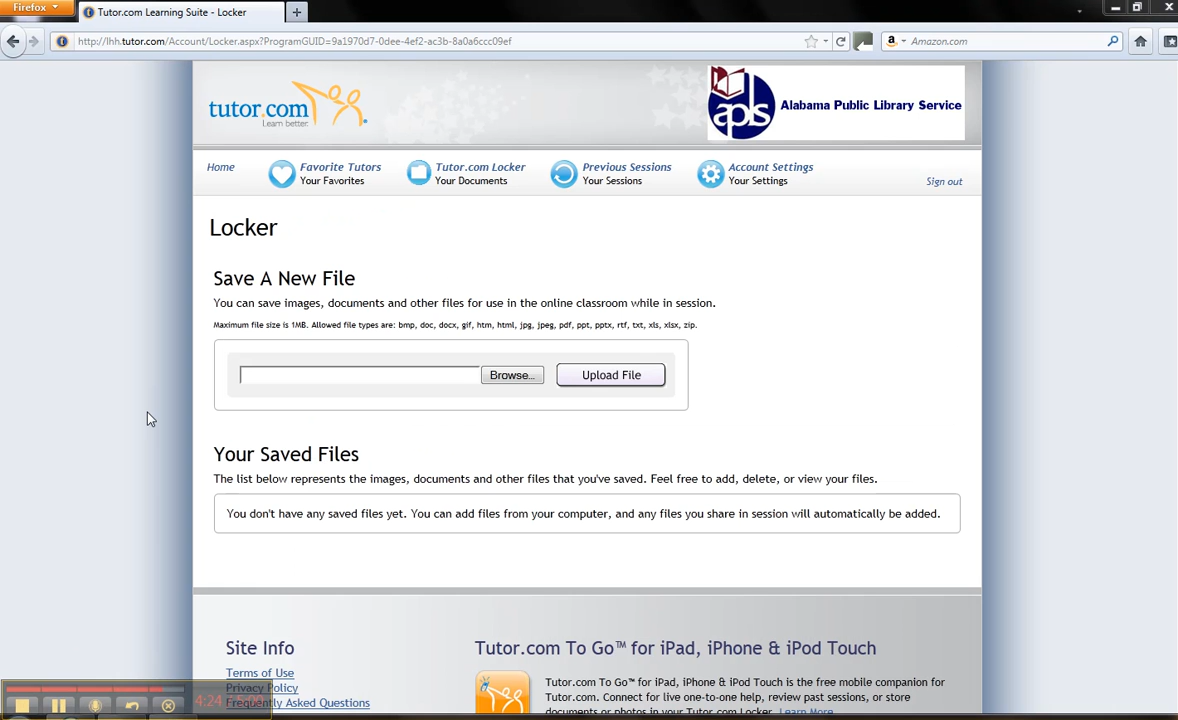 Firefox
Tutor.com Learning Suite - Locker
http://lhh.tutor.com/Account/Locker.aspx?ProgramGUID=9a1970d7-0dee-4ef2-ac3b-8a0a6ccc09ef
Amazon.com
tutor.com
Learn better.
apls
Alabama Public Library Service
Home
Favorite Tutors
Your Favorites
Tutor.com Locker
Your Documents
Previous Sessions
Your Sessions
Account Settings
Your Settings
Sign out
Locker
Save A New File
You can save images, documents and other files for use in the online classroom while in session.
Maximum file size is 1MB. Allowed file types are: bmp, doc, docx, gif, htm, html, jpg, jpeg, pdf, ppt, pptx, rtf, txt, xls, xlsx, zip.
Browse...
Upload File
Your Saved Files
The list below represents the images, documents and other files that you've saved. Feel free to add, delete, or view your files.
You don't have any saved files yet. You can add files from your computer, and any files you share in session will automatically be added.
Site Info
Terms of Use
Privacy Policy
Frequently Asked Questions
Tutor.com To Go™ for iPad, iPhone & iPod Touch
Tutor.com To Go™ for iPad, iPhone & iPod Touch is the free mobile companion for
Tutor.com. Connect for live one-to-one help, review past sessions, or store
documents or photos in your Tutor.com Locker. Learn More
4:24